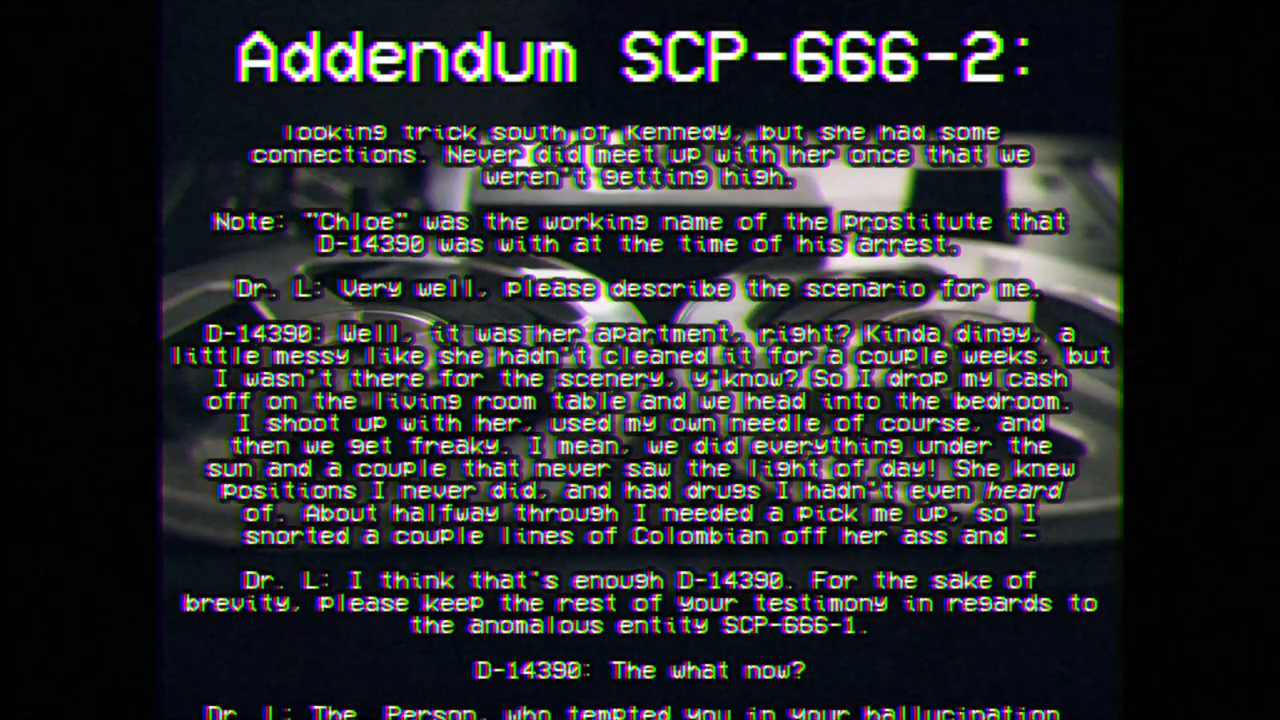 Addendum SCP-666-2:
looking trick south of Kennedy, but she had some
connections. Never did meet up with her once that we
weren't getting high.
Note: "Chloe" was the working name of the prostitute that
D-14390 was with at the time of his arrest.
Dr. L: Very well, please describe the scenario for me.
D-14390: Well, it was her apartment, right? Kinda dingy, a
little messy like she hadn't cleaned it for a couple weeks, but
I wasn't there for the scenery, y'know? So I drop my cash
off on the living room table and we head into the bedroom.
I shoot up with her, used my own needle of course, and
then we get freaky. I mean, we did everything under the
sun and a couple that never saw the light of day! She knew
positions I never did, and had drugs I hadn't even heard
of. About halfway through I needed a pick me up, so I
snorted a couple lines of Colombian off her ass and -
Dr. L: I think that's enough D-14390. For the sake of
brevity, please keep the rest of your testimony in regards to
the anomalous entity SCP-666-1.
D-14390: The what now?
Dr. L: The. Person, who tempted you in your hallucination